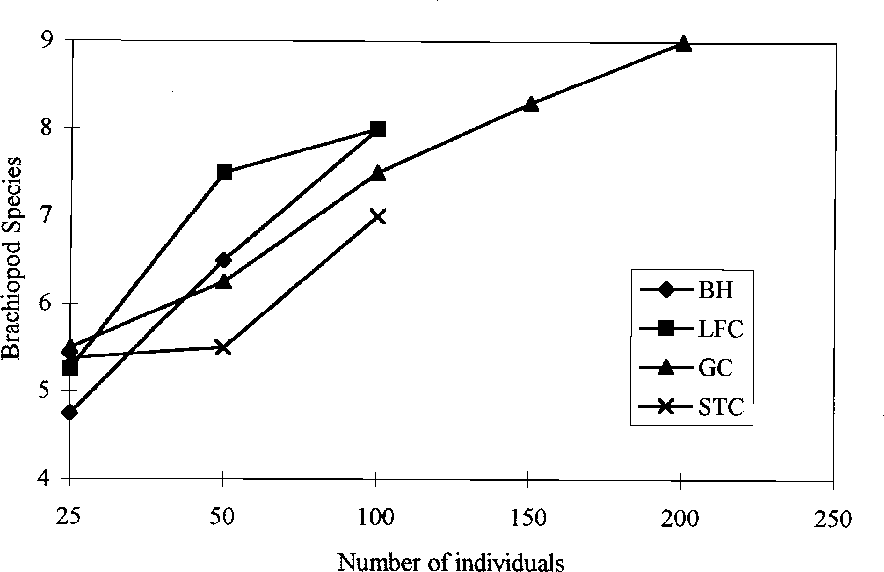 9
8
7
6
5
4
Brachiopod Species
25 50 100 150 200 250
Number of individuals
BH
LFC
GC
STC